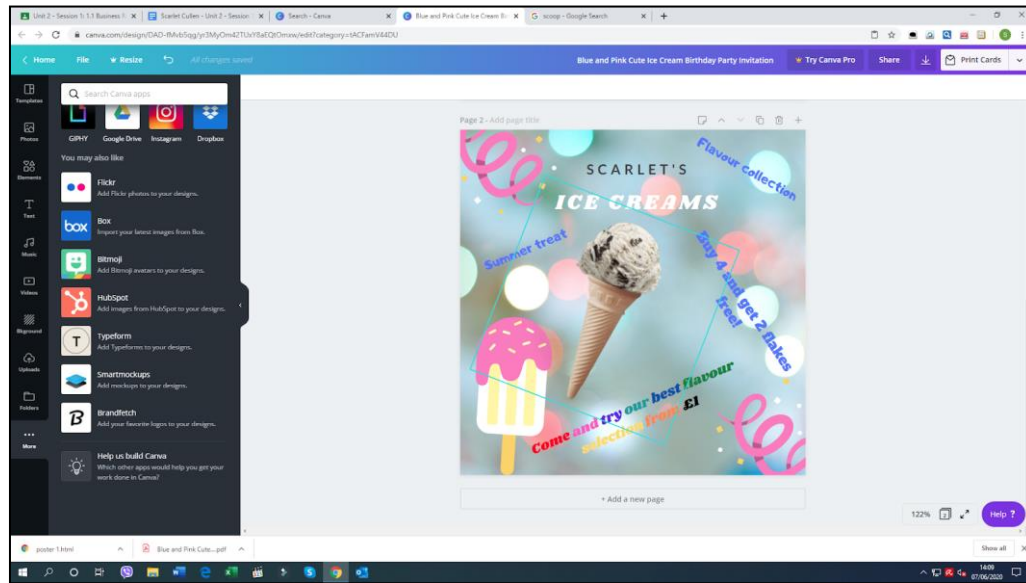 Unit 2 - Session 1: 1.1 Business
Scarlet Cullen - Unit 2 - Session
Search - Canva
Blue and Pink Cute Ice Cream Bi
scoop - Google Search
Home
File
Resize
All changes saved
Blue and Pink Cute Ice Cream Birthday Party Invitation
Try Canva Pro
Share
Print Cards
Templates
Photos
Elements
Text
Music
Videos
Bkground
Uploads
Folders
More
Search Canva apps
GIPHY
Google Drive
Instagram
Dropbox
You may also like
Flickr
Add Flickr photos to your designs.
box
Box
Import your latest images from Box.
Bitmoji
Add Bitmoji avatars to your designs.
HubSpot
Add images from HubSpot to your designs.
T
Typeform
Add Typeforms to your designs.
Smartmockups
Add mockups to your designs.
B
Brandfetch
Add your favorite logos to your designs.
Help us build Canva
Which other apps would help you get your
work done in Canva?
Page 2 - Add page title
Flavour collection
SCARLET'S
ICE CREAMS
Summer treat
Buy 4 and get 2 flakes
free!
Come and try our best flavour
selection from £1
+ Add a new page
122%
2
Help ?
poster 1.html
Blue and Pink Cute....pdf
Show all
14:09
07/06/2020